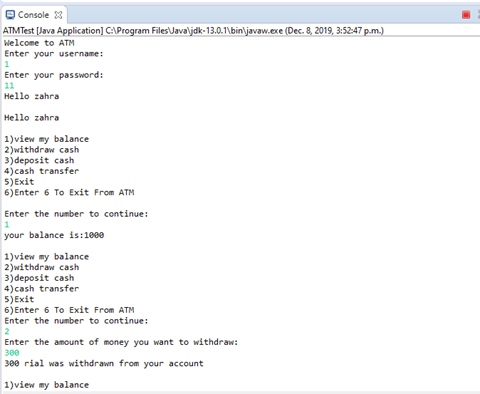 Console
ATMTest [Java Application] C:\Program Files\Java\jdk-13.0.1\bin\javaw.exe (Dec. 8, 2019, 3:52:47 p.m.)
Welcome to ATM
Enter your username:
1
Enter your password:
11
Hello zahra
Hello zahra
1)view my balance
2)withdraw cash
3)deposit cash
4)cash transfer
5)Exit
6)Enter 6 To Exit From ATM
Enter the number to continue:
1
your balance is:1000
1)view my balance
2)withdraw cash
3)deposit cash
4)cash transfer
5)Exit
6)Enter 6 To Exit From ATM
Enter the number to continue:
2
Enter the amount of money you want to withdraw:
300
300 rial was withdrawn from your account
1)view my balance